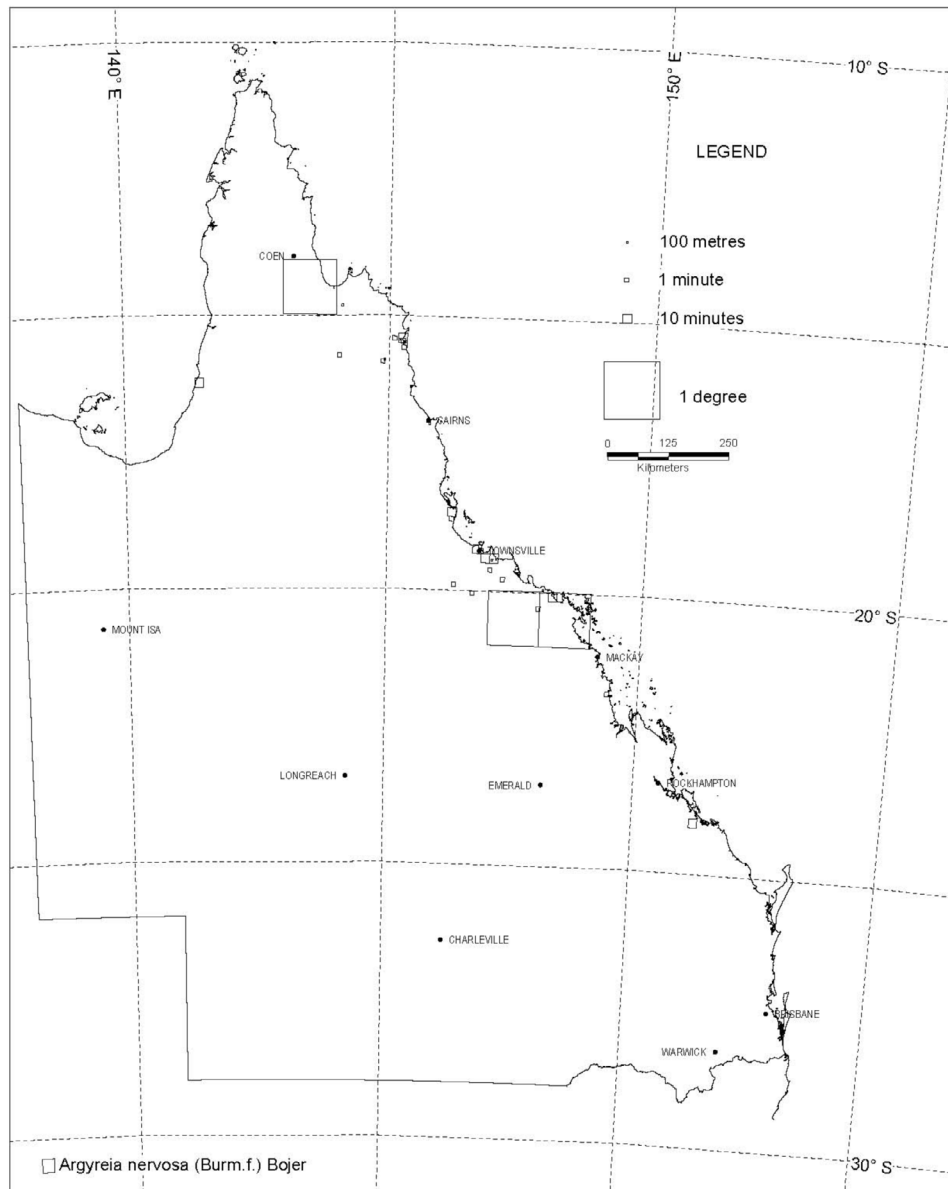 140° E
150° E
10° S
LEGEND
100 metres
1 minute
10 minutes
1 degree
0 125 250
Kilometers
COEN
CAIRNS
TOWNSVILLE
20° S
MOUNT ISA
MACKAY
LONGREACH
EMERALD
ROCKHAMPTON
CHARLEVILLE
BRISBANE
WARWICK
Argyreia nervosa (Burm.f.) Bojer
30° S